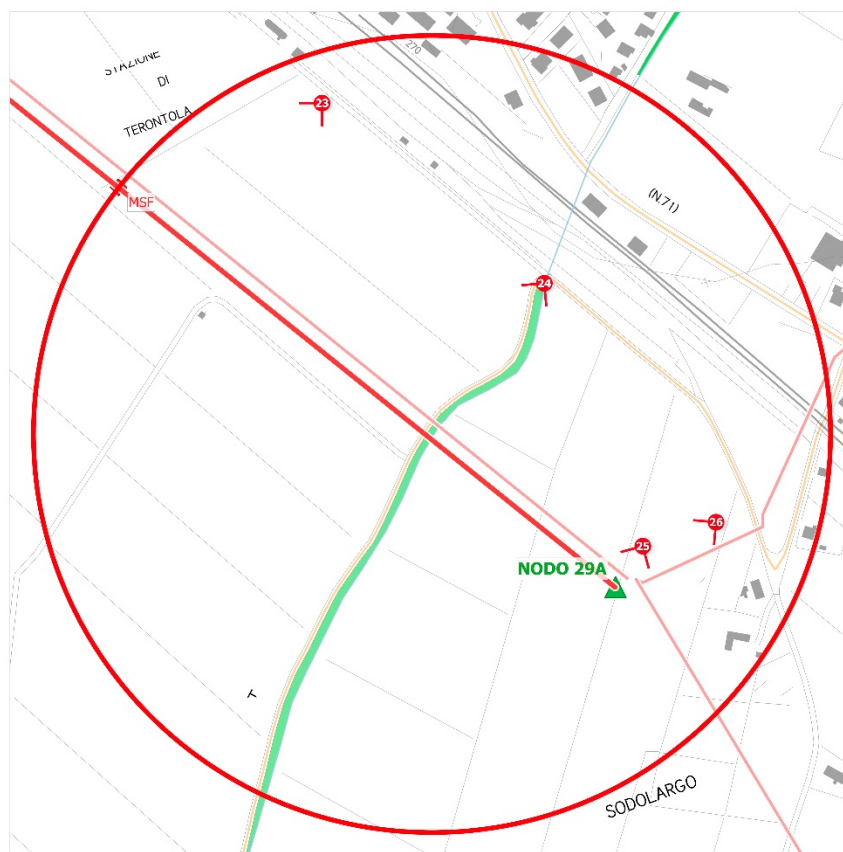 STAZIONE
DI
TERONTOLA
270
23
MSF
(N.71)
24
26
25
NODO 29A
T
SODOLARGO